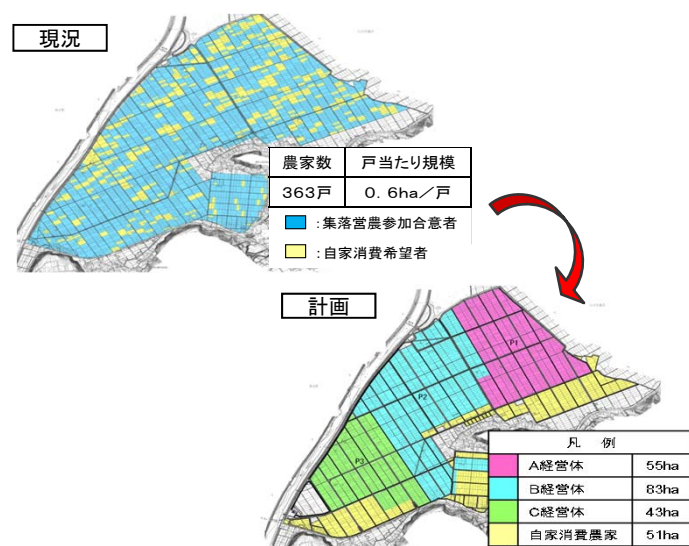 現況
農家数 戸当たり規模
363戸 0.6ha/戸
:集落営農参加合意者
:自家消費希望者
計画
P1
P2
P3
凡 例
A経営体 55ha
B経営体 83ha
C経営体 43ha
自家消費農家 51ha